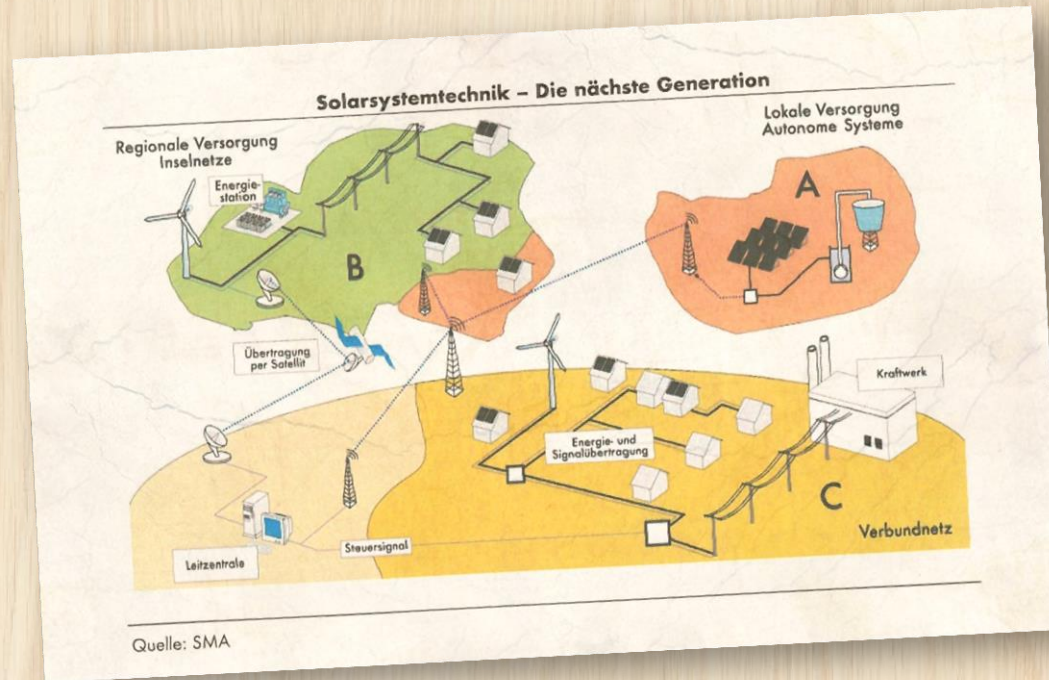 Solarsystemtechnik – Die nächste Generation
Regionale Versorgung
Inselnetze
Lokale Versorgung
Autonome Systeme
Energie-
station
A
B
Übertragung
per Satellit
Kraftwerk
Energie- und
Signalübertragung
C
Verbundnetz
Steuersignal
Leitzentrale
Quelle: SMA